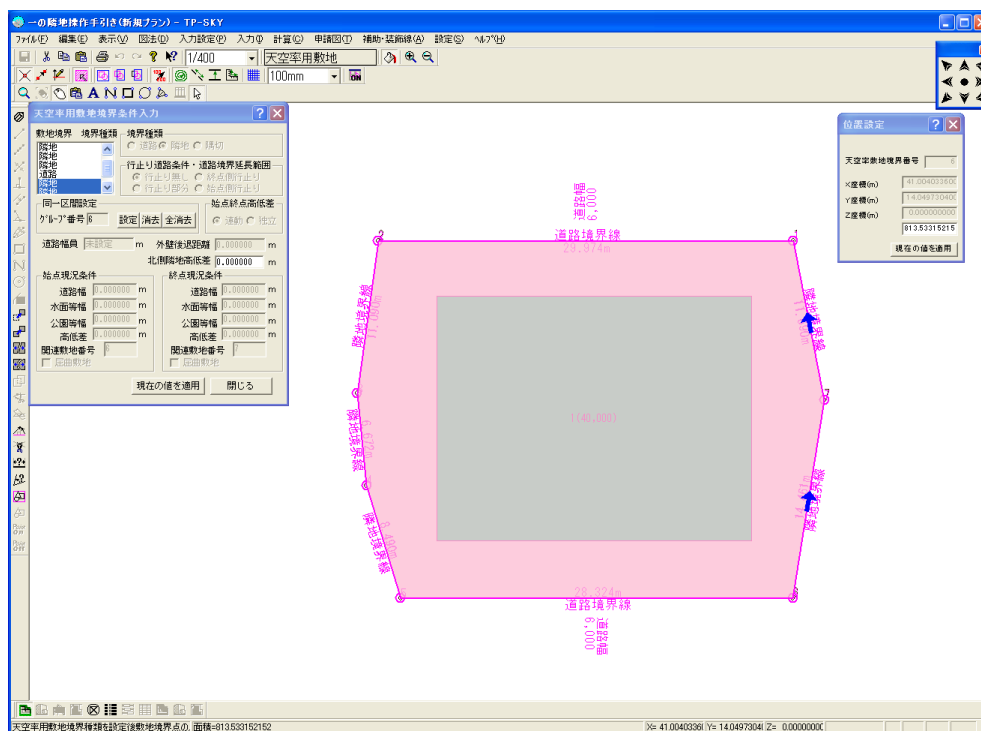 一の隣地操作手引き(新規プラン) - TP-SKY
ファイル(F) 編集(E) 表示(V) 図法(D) 入力設定(P) 入力(I) 計算(C) 申請図(T) 補助・装飾線(A) 設定(S) ヘルプ(H)
1/400 天空率用敷地
100mm
天空率用敷地境界条件入力
敷地境界 境界種類
隣地
隣地
隣地
道路
隣地
隣地
境界種類
道路 隣地 隅切
行止り道路条件・道路境界延長範囲
行止り無し 終点側行止り
行止り部分 始点側行止り
同一区間設定
グループ番号 6 設定 消去 全消去
始点終点高低差
連動 独立
道路幅員 未設定 m 外壁後退距離 0.000000 m
北側隣地高低差 0.000000 m
始点現況条件
道路幅 0.000000 m
水面等幅 0.000000 m
公園等幅 0.000000 m
高低差 0.000000 m
関連敷地番号
屈曲敷地
終点現況条件
道路幅 0.000000 m
水面等幅 0.000000 m
公園等幅 0.000000 m
高低差 0.000000 m
関連敷地番号
屈曲敷地
現在の値を適用 閉じる
位置設定
天空率敷地境界番号 6
X座標(m) 41.00403360
Y座標(m) 14.04973040
Z座標(m) 0.000000000
813.53315215
現在の値を適用
道路幅
6,000
道路境界線
29.974m
2
1
隣地境界線
隣地境界線
隣地境界線
6.672m
隣地境界線
8.490m
隣地境界線
1(40.000)
28.324m
道路境界線
道路幅
6,000
天空率用敷地境界種類を設定後敷地境界点の, 面積=813.533152152
X= 41.0040336( Y= 14.0497304( Z= 0.0000000(